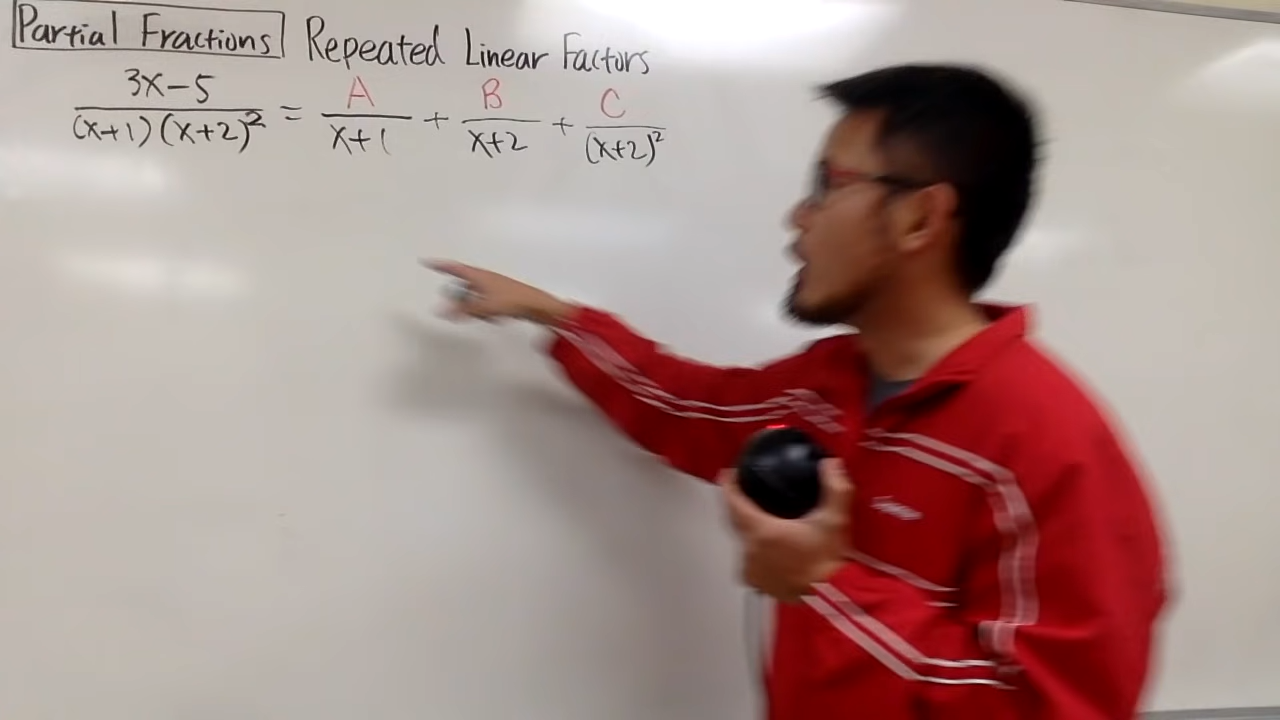 Partial Fractions Repeated Linear Factors
3x-5/(x+1)(x+2)² = A/x+1 + B/x+2 + C/(x+2)²